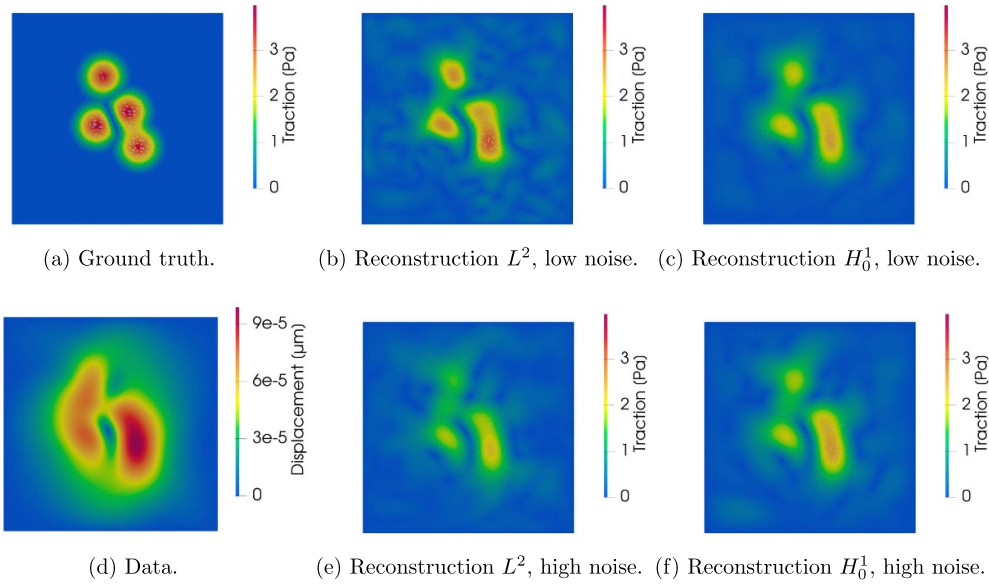 3
2
1
0
Traction (Pa)
3
2
1
0
Traction (Pa)
3
2
1
0
Traction (Pa)
(a) Ground truth.
(b) Reconstruction L², low noise.
(c) Reconstruction H₀¹, low noise.
9e-5
6e-5
3e-5
0
Displacement (µm)
3
2
1
0
Traction (Pa)
3
2
1
0
Traction (Pa)
(d) Data.
(e) Reconstruction L², high noise.
(f) Reconstruction H₀¹, high noise.